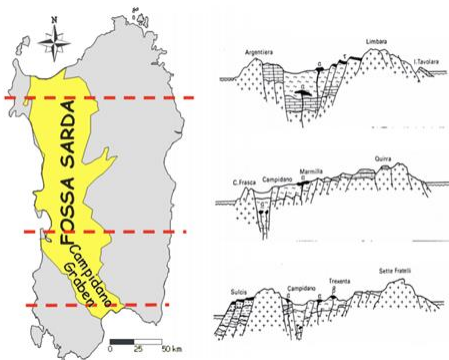 N
FOSSA SARDA
Campidano
Graben
0 25 50 km.
Argentiera
Limbara
I. Tavolara
C. Frasca
Campidano
Marmilla
Guirra
Sulcis
Campidano
Trexenta
Sette Fratelli